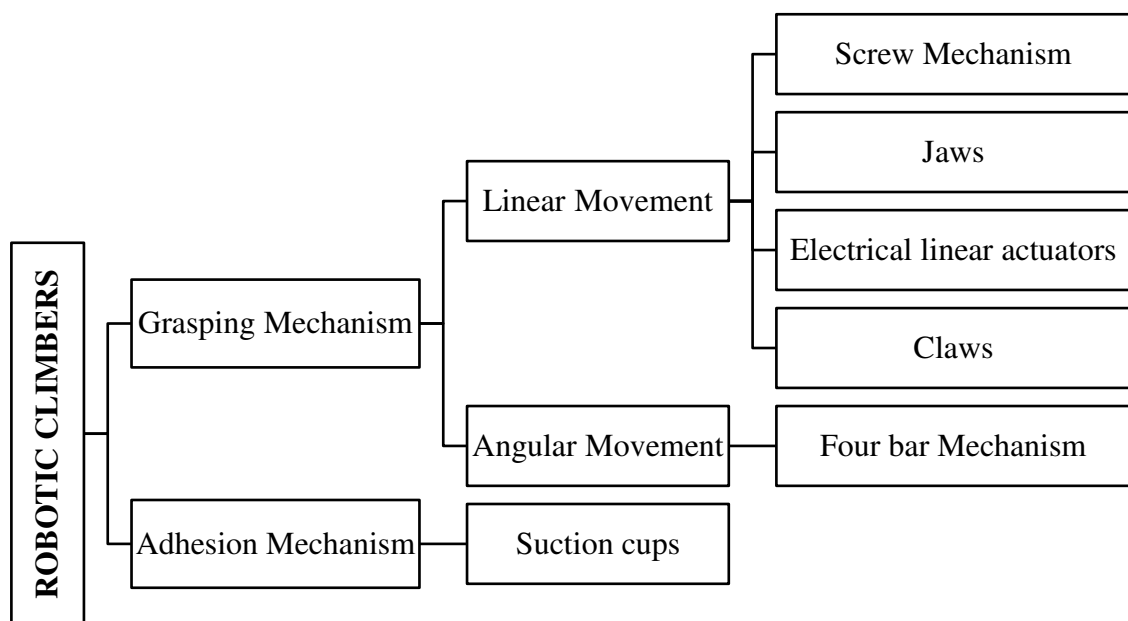 ROBOTIC CLIMBERS
Grasping Mechanism
Linear Movement
Screw Mechanism
Jaws
Electrical linear actuators
Claws
Angular Movement
Four bar Mechanism
Adhesion Mechanism
Suction cups